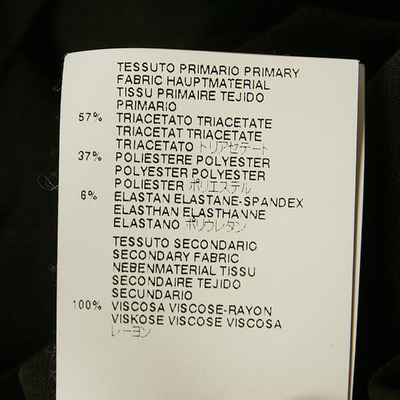 TESSUTO PRIMARIO PRIMARY
FABRIC HAUPTMATERIAL
TISSU PRIMAIRE TEJIDO
PRIMARIO
57% TRIACETATO TRIACETATE
TRIACETAT TRIACETATE
TRIACETATO トリアセテート
37% POLIESTERE POLYESTER
POLYESTER POLYESTER
POLIESTER ポリエステル
6% ELASTAN ELASTANE-SPANDEX
ELASTHAN ELASTHANNE
ELASTANO ポリウレタン
TESSUTO SECONDARIO
SECONDARY FABRIC
NEBENMATERIAL TISSU
SECONDAIRE TEJIDO
SECUNDARIO
100% VISCOSA VISCOSE-RAYON
VISKOSE VISCOSE VISCOSA
レーヨン